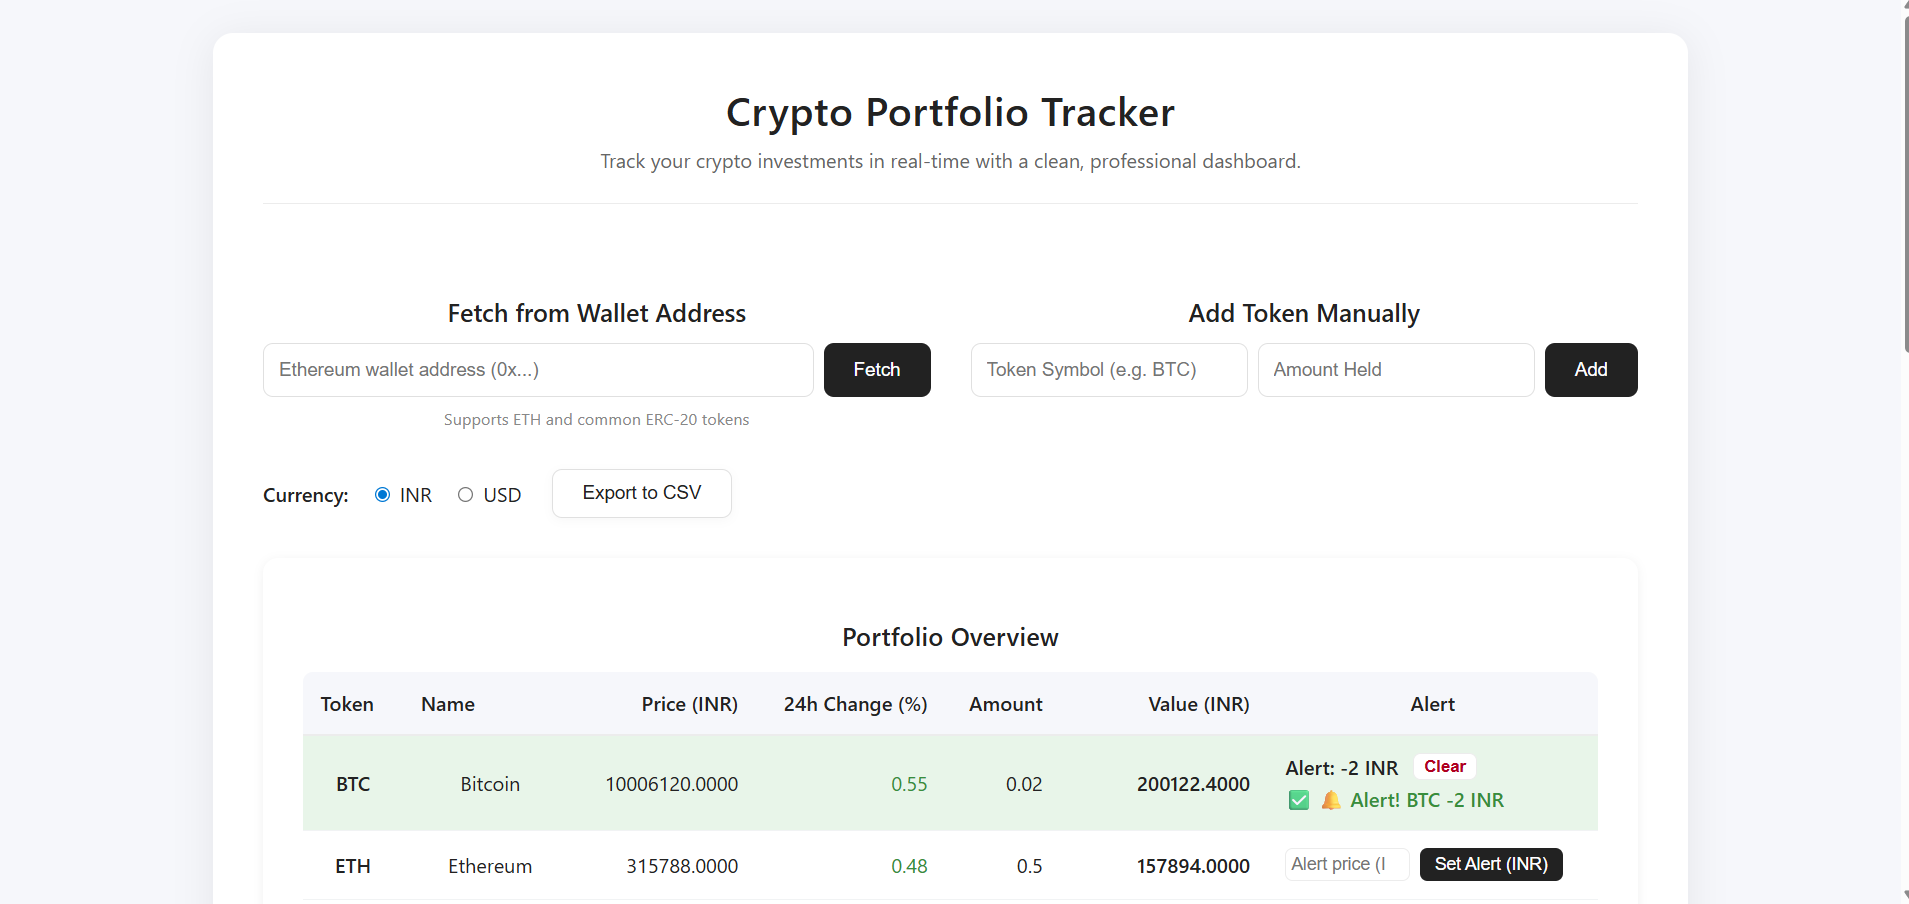 Crypto Portfolio Tracker
Track your crypto investments in real-time with a clean, professional dashboard.
Fetch from Wallet Address
Ethereum wallet address (0x...)
Fetch
Supports ETH and common ERC-20 tokens
Add Token Manually
Token Symbol (e.g. BTC)
Amount Held
Add
Currency: INR USD
Export to CSV
Portfolio Overview
Token Name Price (INR) 24h Change (%) Amount Value (INR) Alert
BTC Bitcoin 10006120.0000 0.55 0.02 200122.4000 Alert: -2 INR Clear
✅ 🔔 Alert! BTC -2 INR
ETH Ethereum 315788.0000 0.48 0.5 157894.0000 Alert price (I Set Alert (INR)